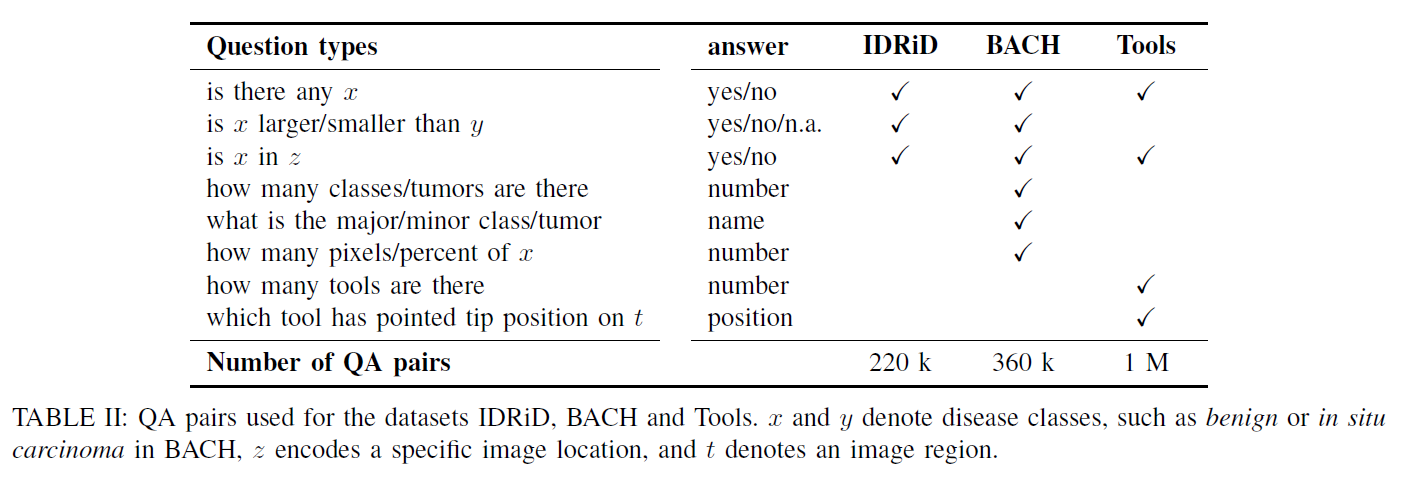 Question types answer IDRiD BACH Tools
is there any x yes/no ✓ ✓ ✓
is x larger/smaller than y yes/no/n.a. ✓ ✓
is x in z yes/no ✓ ✓ ✓
how many classes/tumors are there number ✓
what is the major/minor class/tumor name ✓
how many pixels/percent of x number ✓
how many tools are there number ✓
which tool has pointed tip position on t position ✓
Number of QA pairs 220 k 360 k 1 M
TABLE II: QA pairs used for the datasets IDRiD, BACH and Tools. x and y denote disease classes, such as benign or in situ
carcinoma in BACH, z encodes a specific image location, and t denotes an image region.